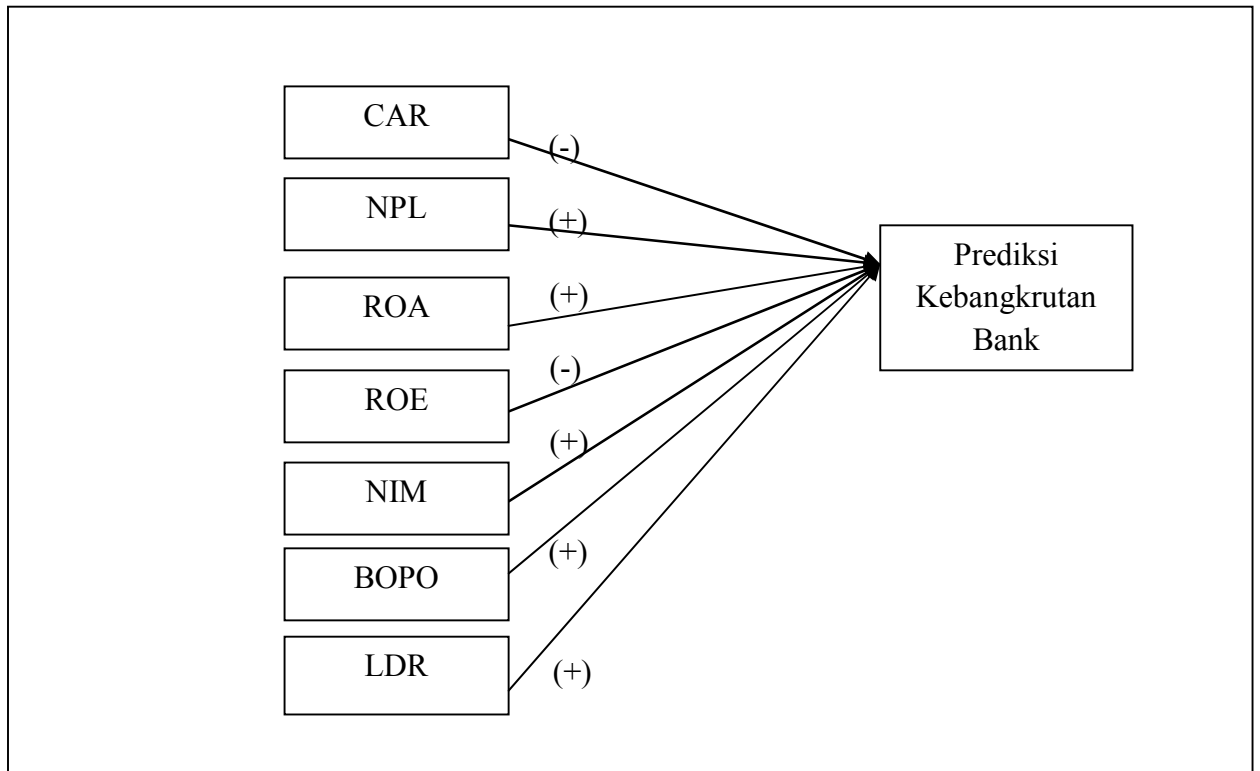 CAR
(-)
NPL
(+)
ROA
(+)
ROE
(-)
NIM
(+)
BOPO
(+)
LDR
(+)
Prediksi
Kebangkrutan
Bank